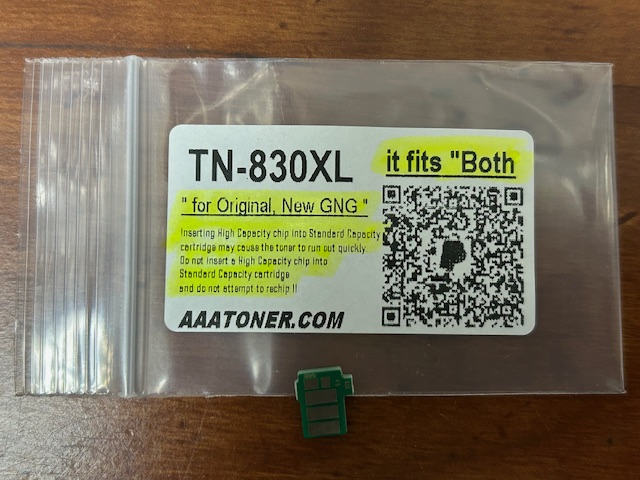 TN-830XL
it fits "Both
" for Original, New GNG "
Inserting High Capacity chip into Standard Capacity
cartridge may cause the toner to run out quickly.
Do not insert a High Capacity chip into
Standard Capacity cartridge
and do not attempt to rechip !!
AAATONER.COM